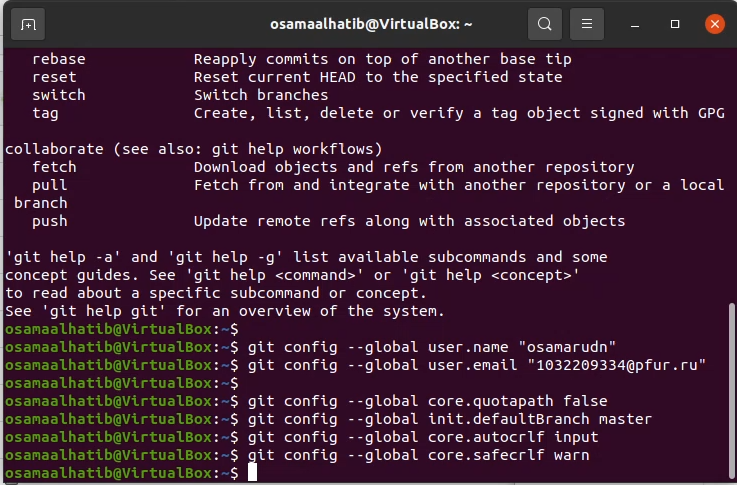 osamaalhatib@VirtualBox: ~
rebase Reapply commits on top of another base tip
reset Reset current HEAD to the specified state
switch Switch branches
tag Create, list, delete or verify a tag object signed with GPG
collaborate (see also: git help workflows)
fetch Download objects and refs from another repository
pull Fetch from and integrate with another repository or a local
branch
push Update remote refs along with associated objects
'git help -a' and 'git help -g' list available subcommands and some
concept guides. See 'git help <command>' or 'git help <concept>'
to read about a specific subcommand or concept.
See 'git help git' for an overview of the system.
osamaalhatib@VirtualBox:~$
osamaalhatib@VirtualBox:~$ git config --global user.name "osamarudn"
osamaalhatib@VirtualBox:~$ git config --global user.email "1032209334@pfur.ru"
osamaalhatib@VirtualBox:~$
osamaalhatib@VirtualBox:~$ git config --global core.quotapath false
osamaalhatib@VirtualBox:~$ git config --global init.defaultBranch master
osamaalhatib@VirtualBox:~$ git config --global core.autocrlf input
osamaalhatib@VirtualBox:~$ git config --global core.safecrlf warn
osamaalhatib@VirtualBox:~$